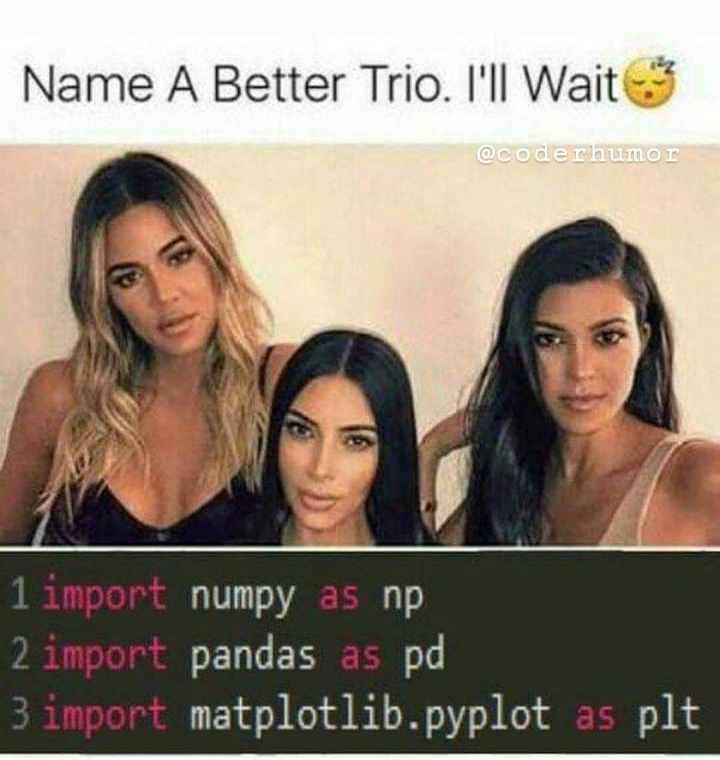 Name A Better Trio. I'll Wait😴
@coderhumor
1 import numpy as np
2 import pandas as pd
3 import matplotlib.pyplot as plt